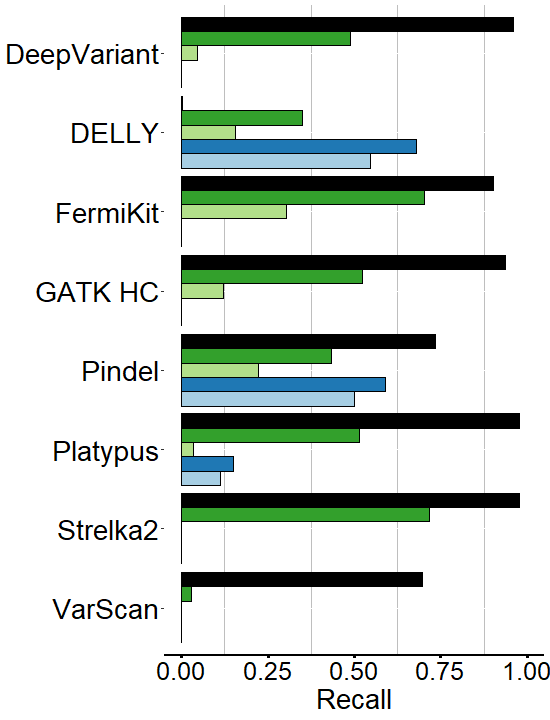 DeepVariant
DELLY
FermiKit
GATK HC
Pindel
Platypus
Strelka2
VarScan
0.00 0.25 0.50 0.75 1.00
Recall